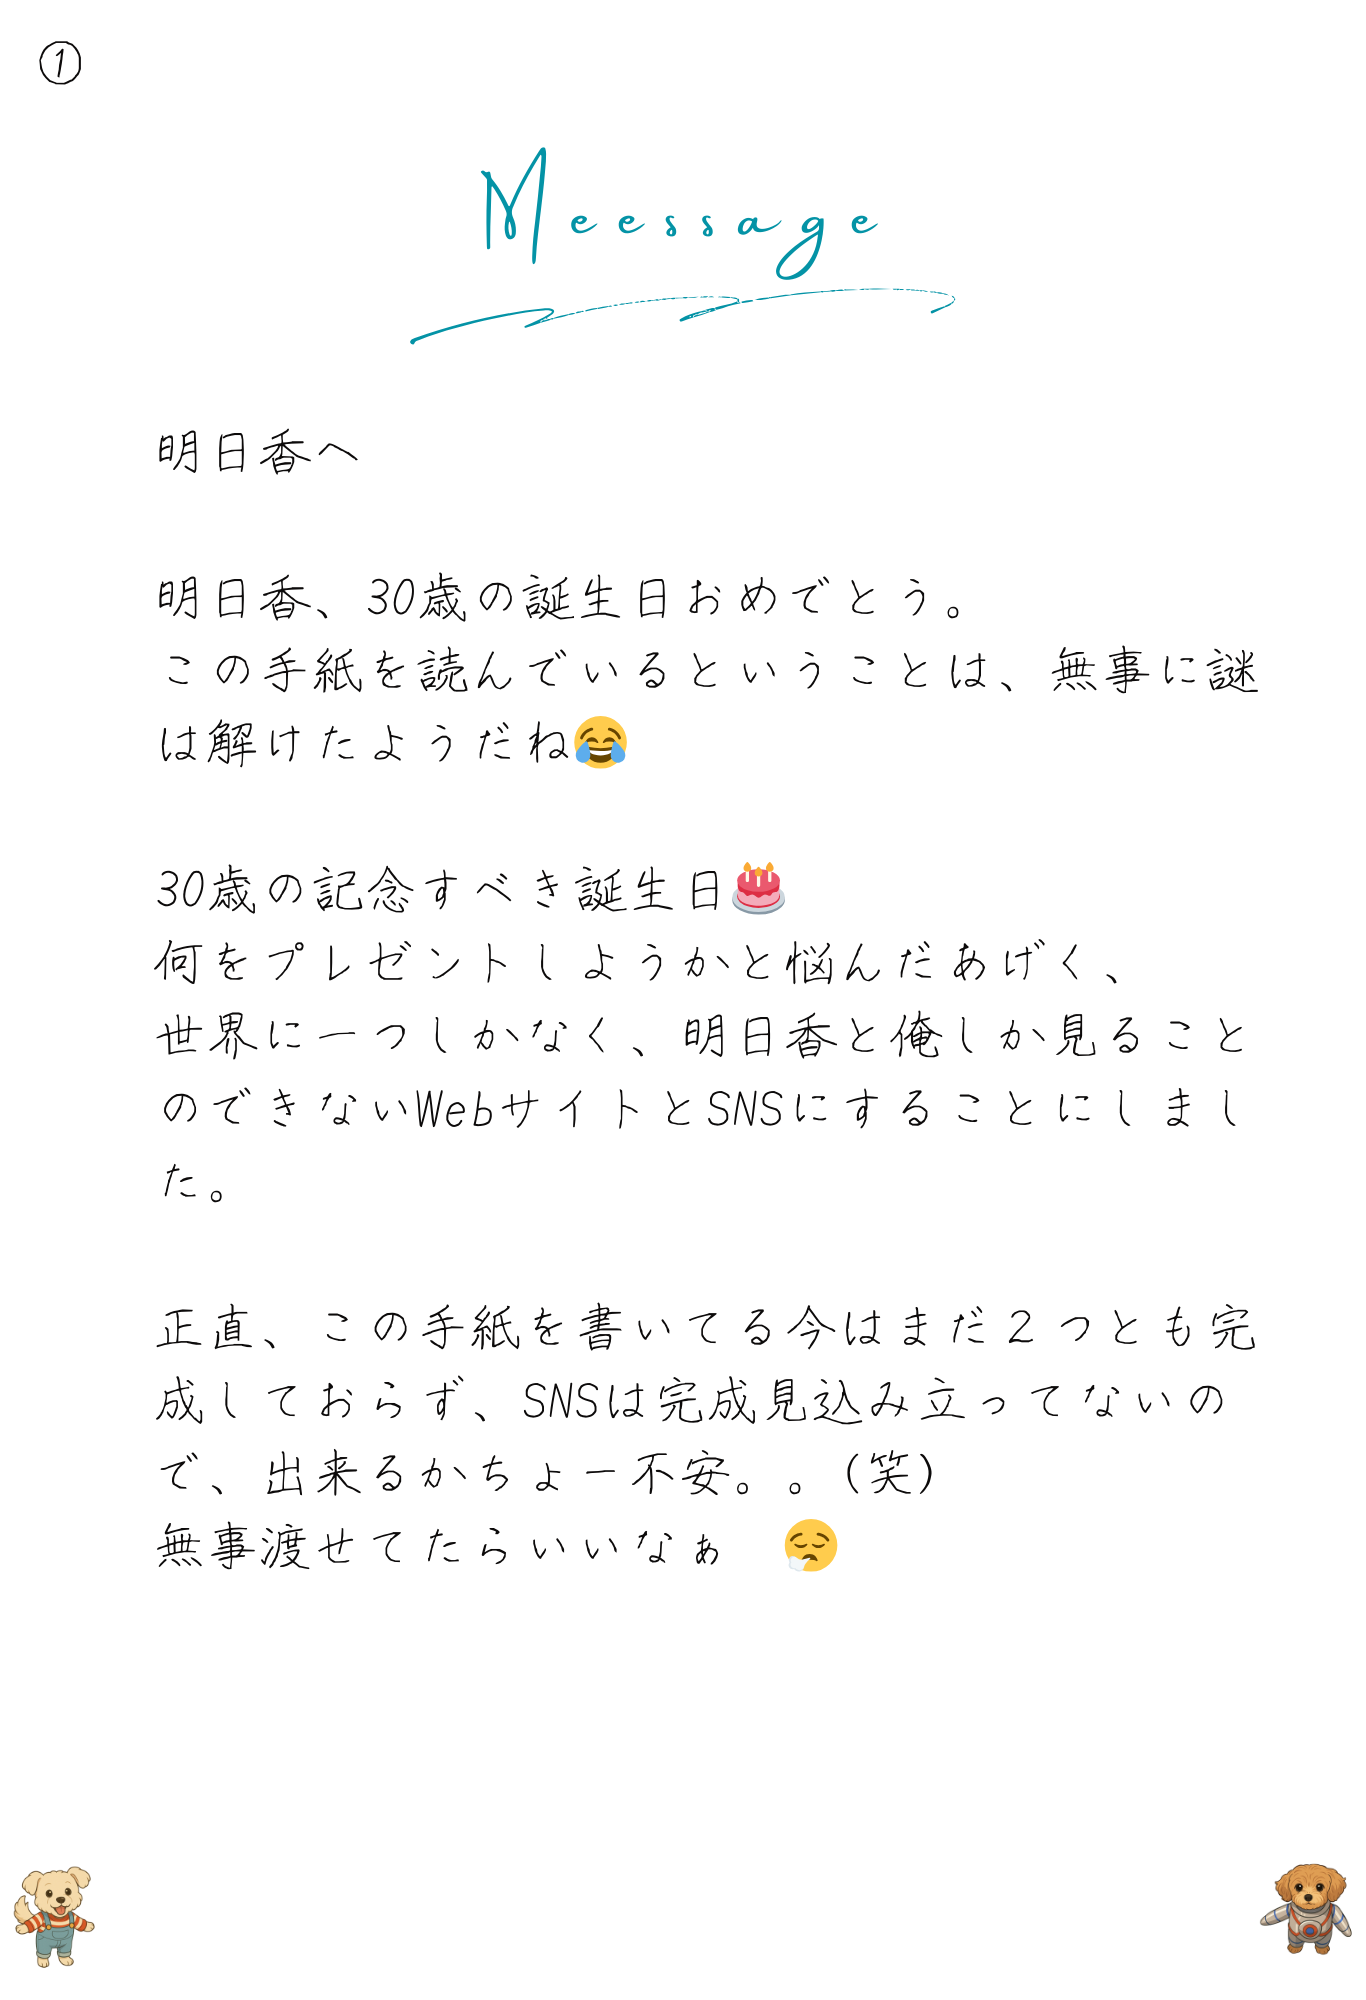 ①
Meessage
明日香へ
明日香、30歳の誕生日おめでとう。
この手紙を読んでいるということは、無事に謎
は解けたようだね😂
30歳の記念すべき誕生日🎂
何をプレゼントしようかと悩んだあげく、
世界に一つしかなく、明日香と俺しか見ること
のできないWebサイトとSNSにすることにしまし
た。
正直、この手紙を書いてる今はまだ２つとも完
成しておらず、SNSは完成見込み立ってないの
で、出来るかちょー不安。。(笑)
無事渡せてたらいいなぁ　😮‍💨